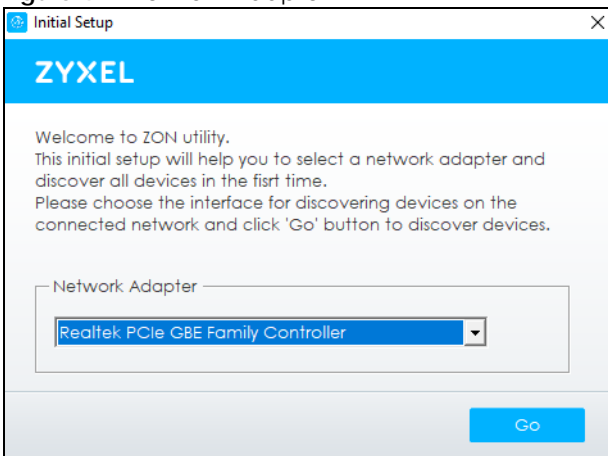 Initial Setup
ZYXEL
Welcome to ZON utility.
This initial setup will help you to select a network adapter and
discover all devices in the fisrt time.
Please choose the interface for discovering devices on the
connected network and click 'Go' button to discover devices.
Network Adapter
Realtek PCIe GBE Family Controller
Go